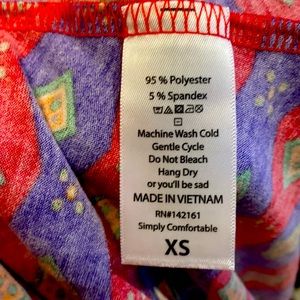 95 % Polyester
5 % Spandex
Machine Wash Cold
Gentle Cycle
Do Not Bleach
Hang Dry
or you'll be sad
MADE IN VIETNAM
RN#142161
Simply Comfortable
XS